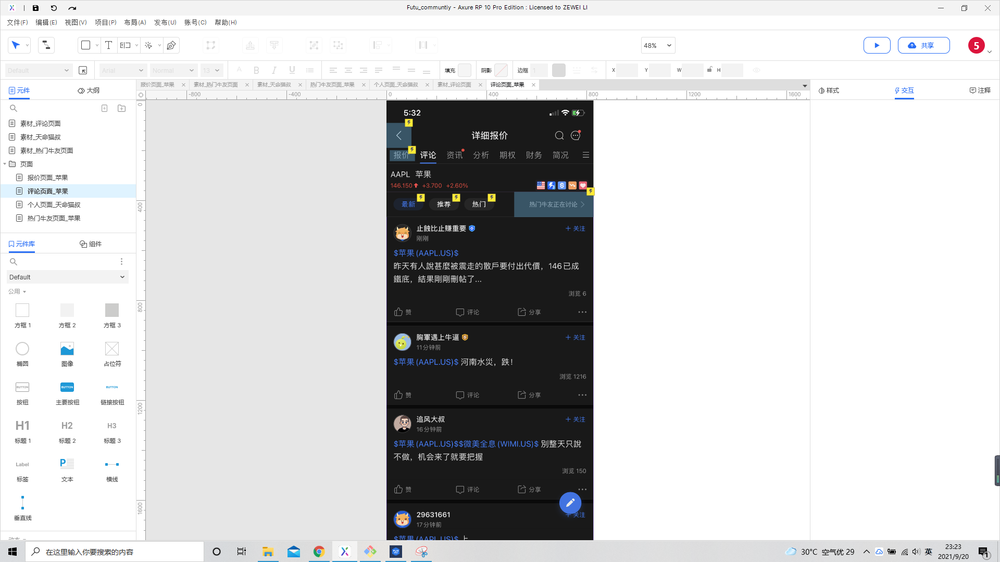 Futu_communtiy - Axure RP 10 Pro Edition : Licensed to ZEWEI LI
文件(F) 编辑(E) 视图(V) 项目(P) 布局(A) 发布(U) 账号(C) 帮助(H)
48%
共享
5
Default
Arial
Normal
13
填充
阴影
边框
1
X
Y
W
H
元件
大纲
报价页面_苹果
素材_热门牛友页面
素材_天命猫叔
热门牛友页面_苹果
个人页面_天命猫叔
素材_评论页面
评论页面_苹果
样式
交互
注释
-800
-400
0
400
800
1200
1600
0
400
800
1200
1600
素材_评论页面
素材_天命猫叔
素材_热门牛友页面
页面
报价页面_苹果
评论页面_苹果
个人页面_天命猫叔
热门牛友页面_苹果
元件库
组件
Default
公用
方框 1
方框 2
方框 3
椭圆
图像
占位符
BUTTON
BUTTON
BUTTON
按钮
主要按钮
链接按钮
H1
H2
H3
标题 1
标题 2
标题 3
Label
标签
文本
横线
垂直线
5:32
详细报价
报价 评论 资讯 分析 期权 财务 简况
AAPL 苹果
146.150 +3.700 +2.60%
最新
推荐
热门
热门牛友正在讨论
止蝕比止賺重要
+ 关注
刚刚
$苹果 (AAPL.US)$
昨天有人說甚麼被震走的散戶要付出代價，146已成
鐵底，結果剛剛刪帖了...
浏览 6
赞
评论
分享
胸軍遇上牛逼
+ 关注
11分钟前
$苹果 (AAPL.US)$ 河南水災，跌！
浏览 1216
赞
评论
分享
追风大叔
+ 关注
16分钟前
$苹果 (AAPL.US)$$微美全息 (WIMI.US)$ 別整天只說
不做，机会来了就要把握
浏览 150
赞
评论
分享
29631661
+ 关注
17分钟前
$苹果 (AAPL.US)$ 上
在这里输入你要搜索的内容
30°C 空气优 29
英
23:23
2021/9/20
1